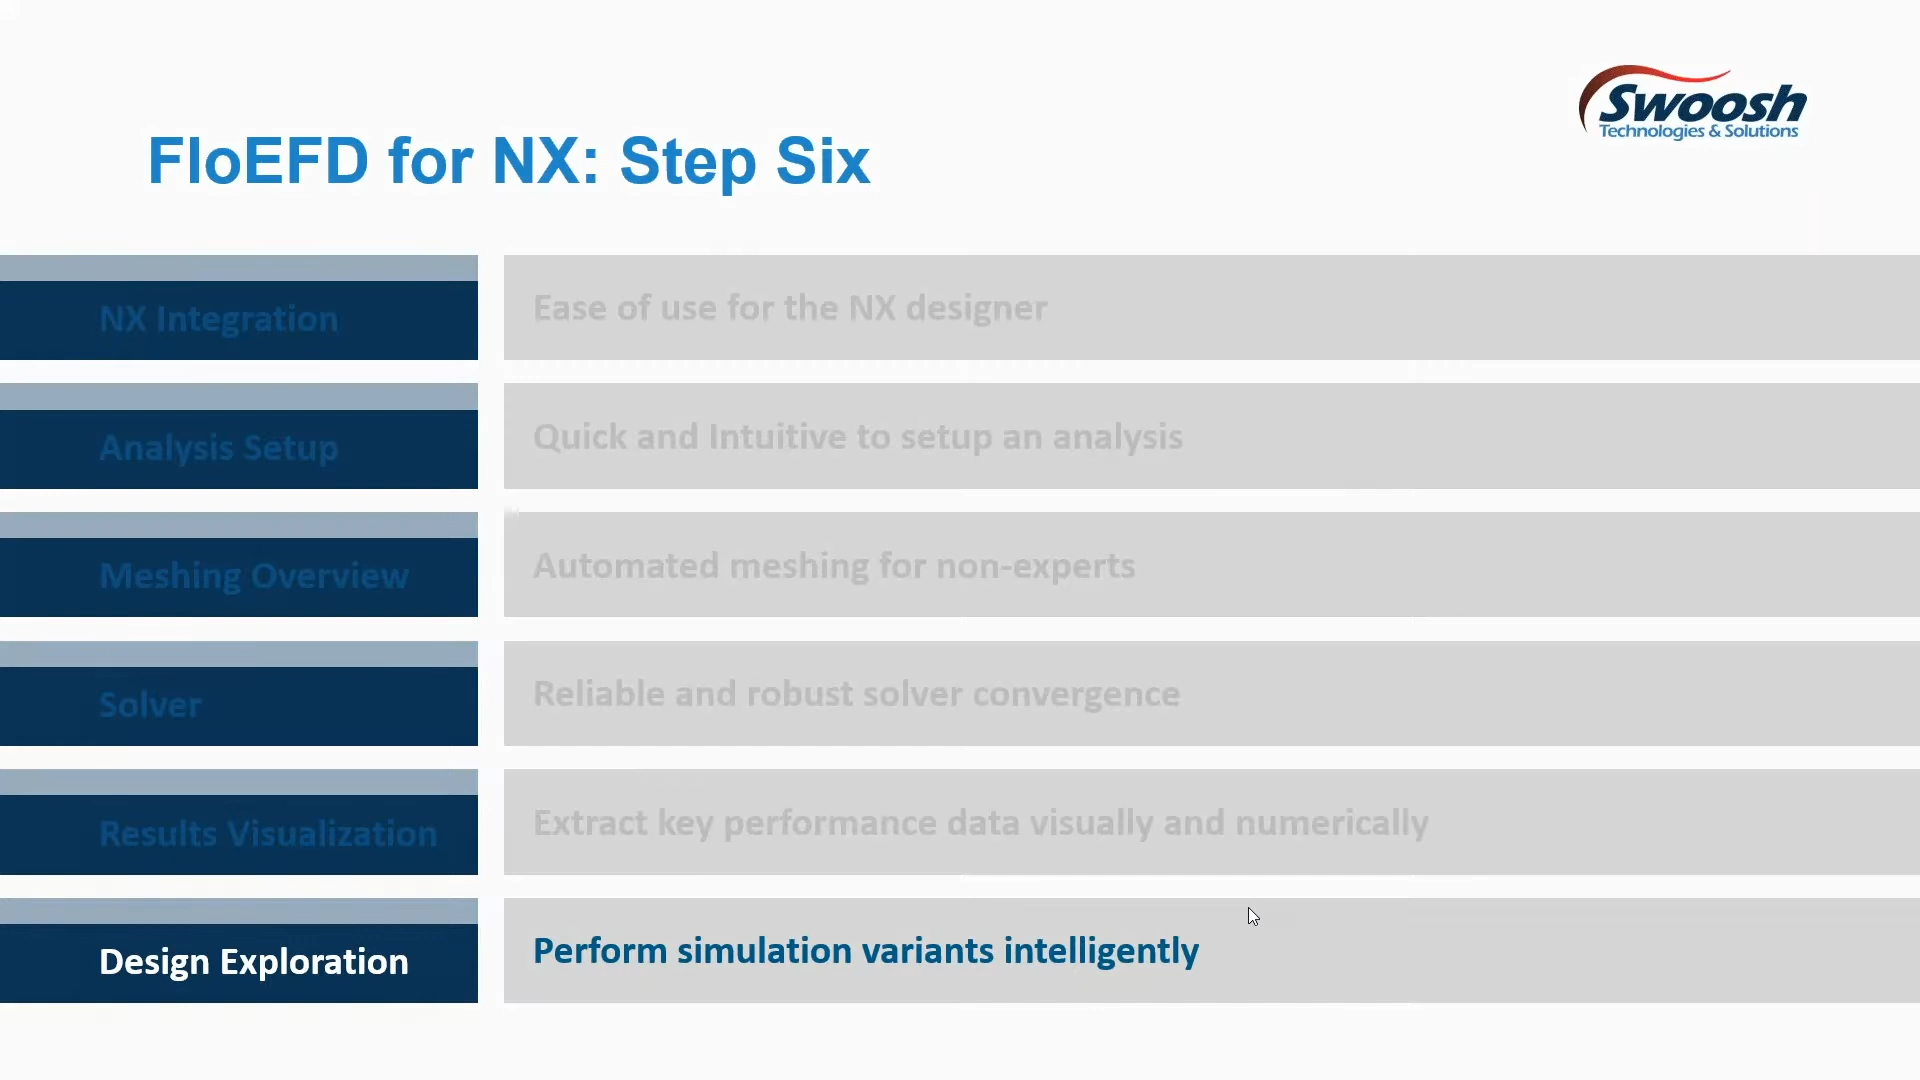 Swoosh
Technologies & Solutions
FloEFD for NX: Step Six
NX Integration
Ease of use for the NX designer
Analysis Setup
Quick and Intuitive to setup an analysis
Meshing Overview
Automated meshing for non-experts
Solver
Reliable and robust solver convergence
Results Visualization
Extract key performance data visually and numerically
Design Exploration
Perform simulation variants intelligently